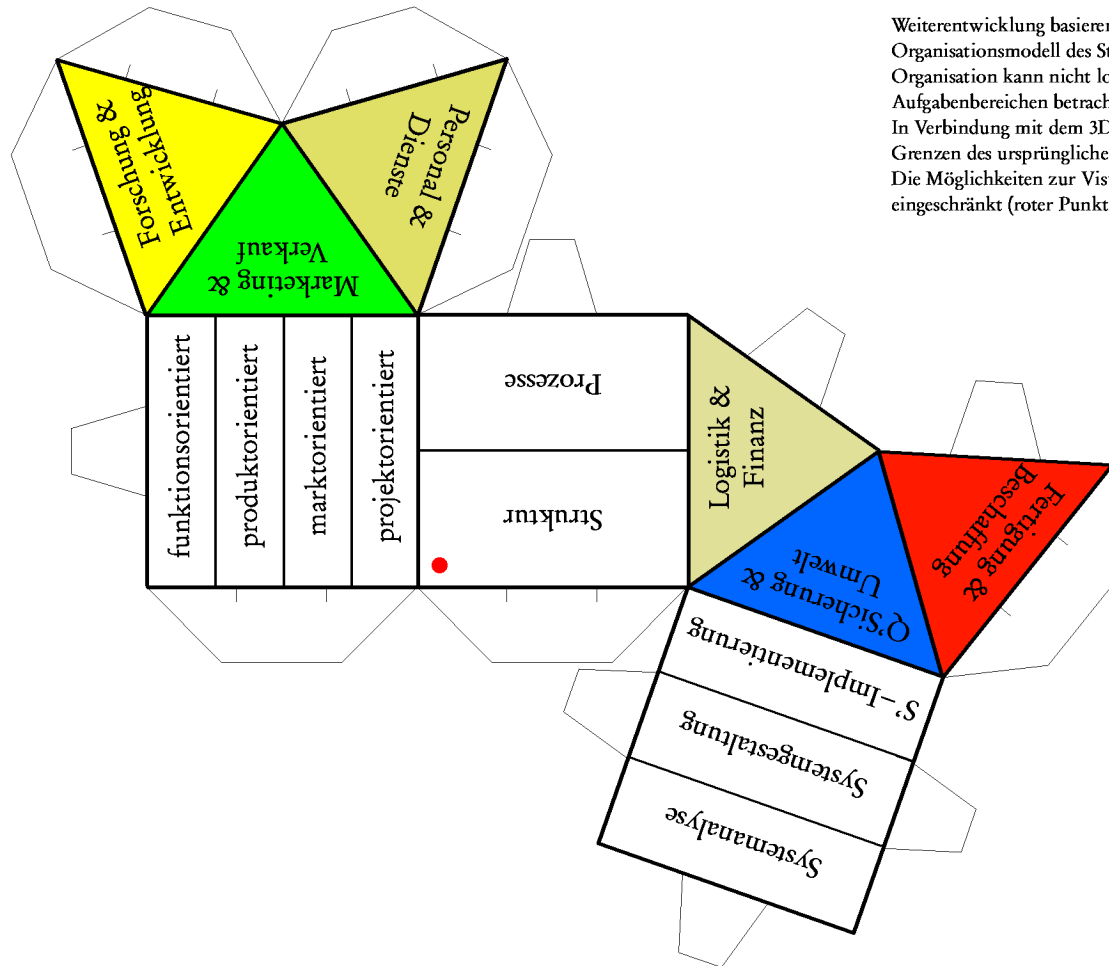 Weiterentwicklung basieren
Organisationsmodell des St
Organisation kann nicht lo
Aufgabenbereichen betrach
In Verbindung mit dem 3D
Grenzen des ursprüngliche
Die Möglichkeiten zur Vis
eingeschränkt (roter Punkt
Forschung &
Entwicklung
Personal &
Dienste
Marketing &
Verkauf
funktionsorientiert
produktorientiert
marktorientiert
projektorientiert
Prozesse
Struktur
Logistik &
Finanz
Fertigung &
Beschaffung
Q'Sicherung &
Umwelt
S'–Implementierung
Systemgestaltung
Systemanalyse